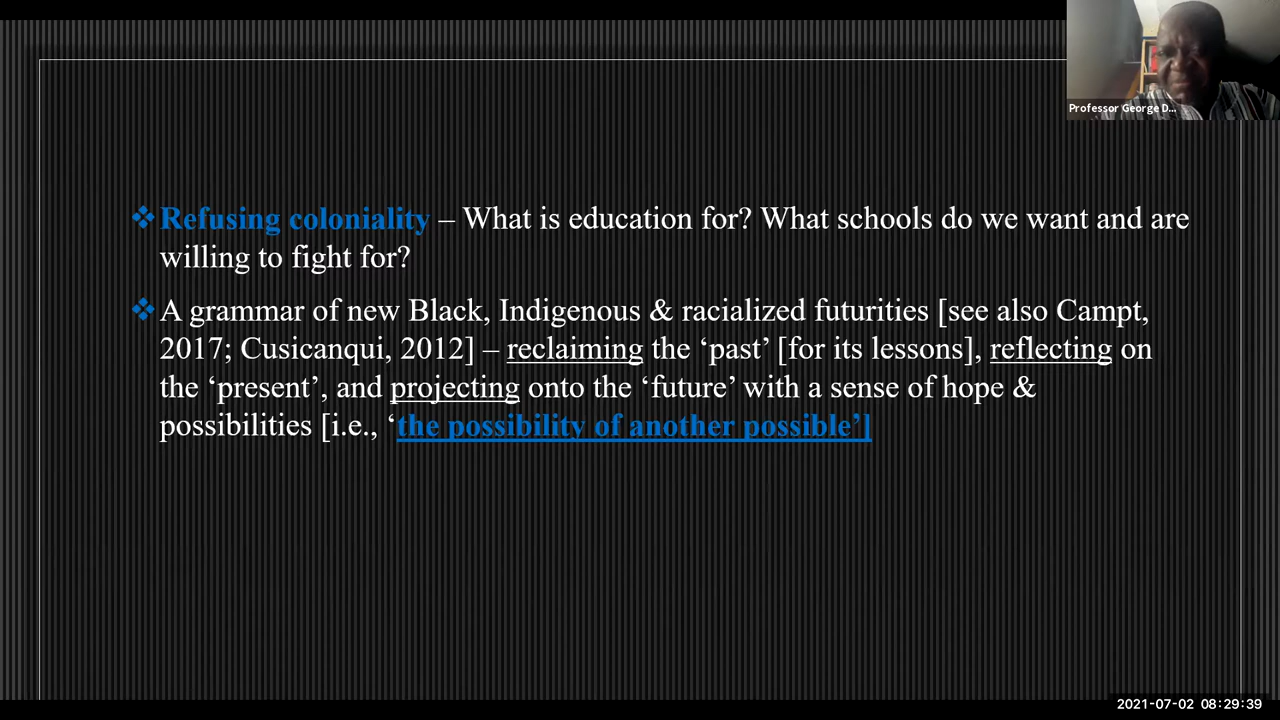 Professor George D...
❖Refusing coloniality – What is education for? What schools do we want and are
willing to fight for?
❖A grammar of new Black, Indigenous & racialized futurities [see also Campt,
2017; Cusicanqui, 2012] – reclaiming the ‘past’ [for its lessons], reflecting on
the ‘present’, and projecting onto the ‘future’ with a sense of hope &
possibilities [i.e., ‘the possibility of another possible’]
2021-07-02 08:29:39